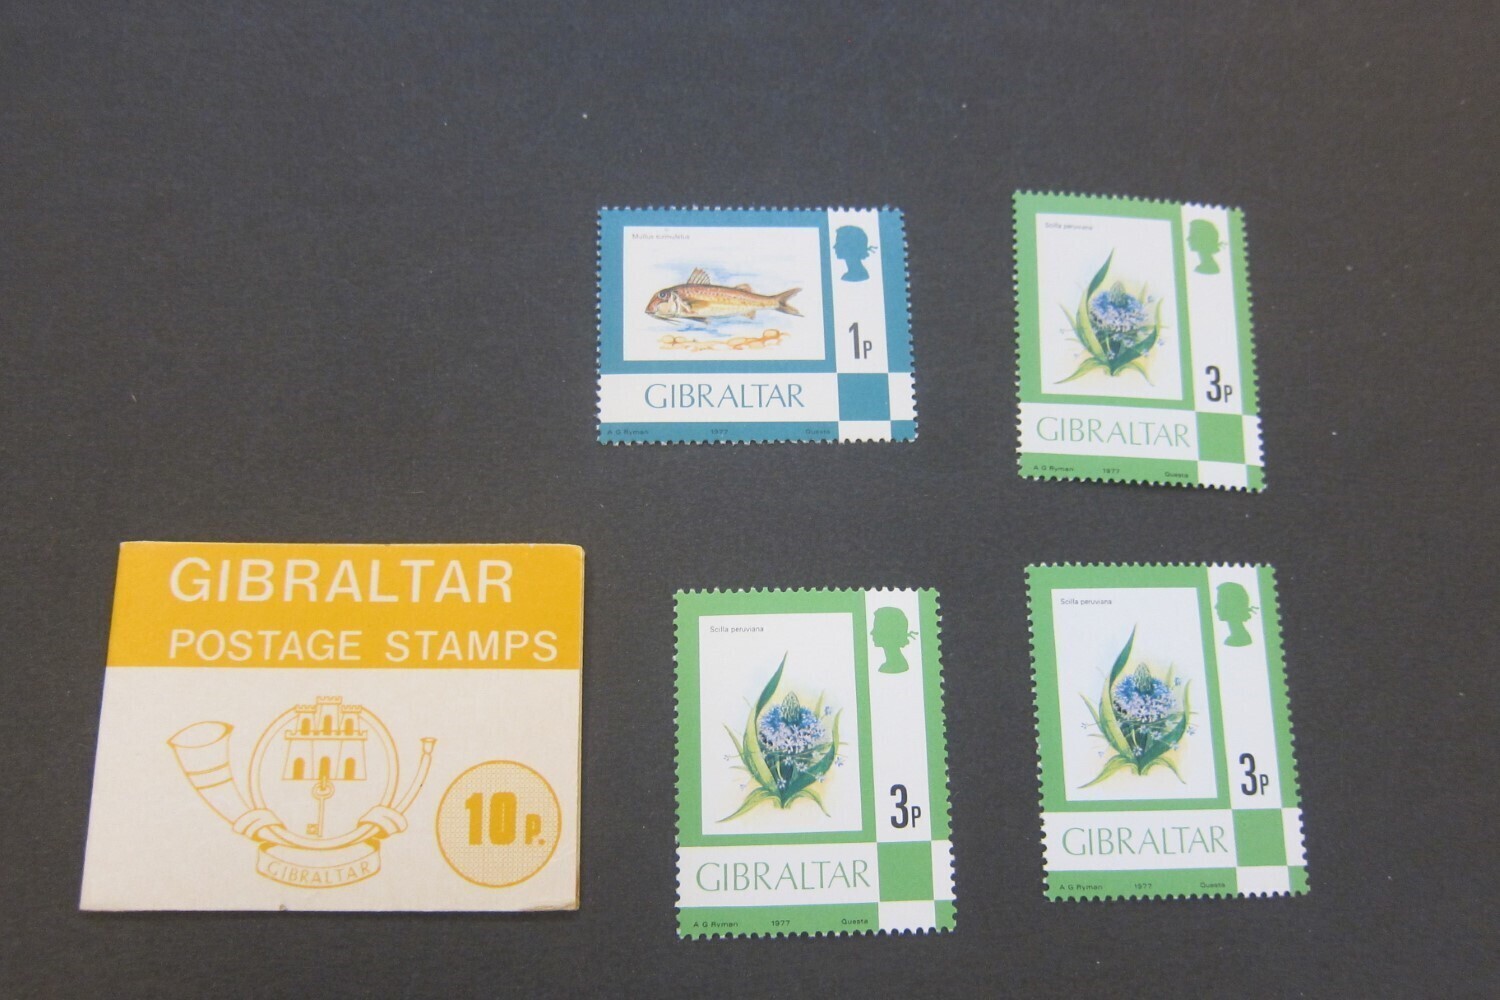 Mullus surmuletus
1P
GIBRALTAR
A G Ryman 1977 Questa
Scilla peruviana
3P
GIBRALTAR
A G Ryman 1977 Questa
GIBRALTAR
POSTAGE STAMPS
10P.
GIBRALTAR
Scilla peruviana
3P
GIBRALTAR
A G Ryman 1977 Questa
Scilla peruviana
3P
GIBRALTAR
A G Ryman 1977 Questa